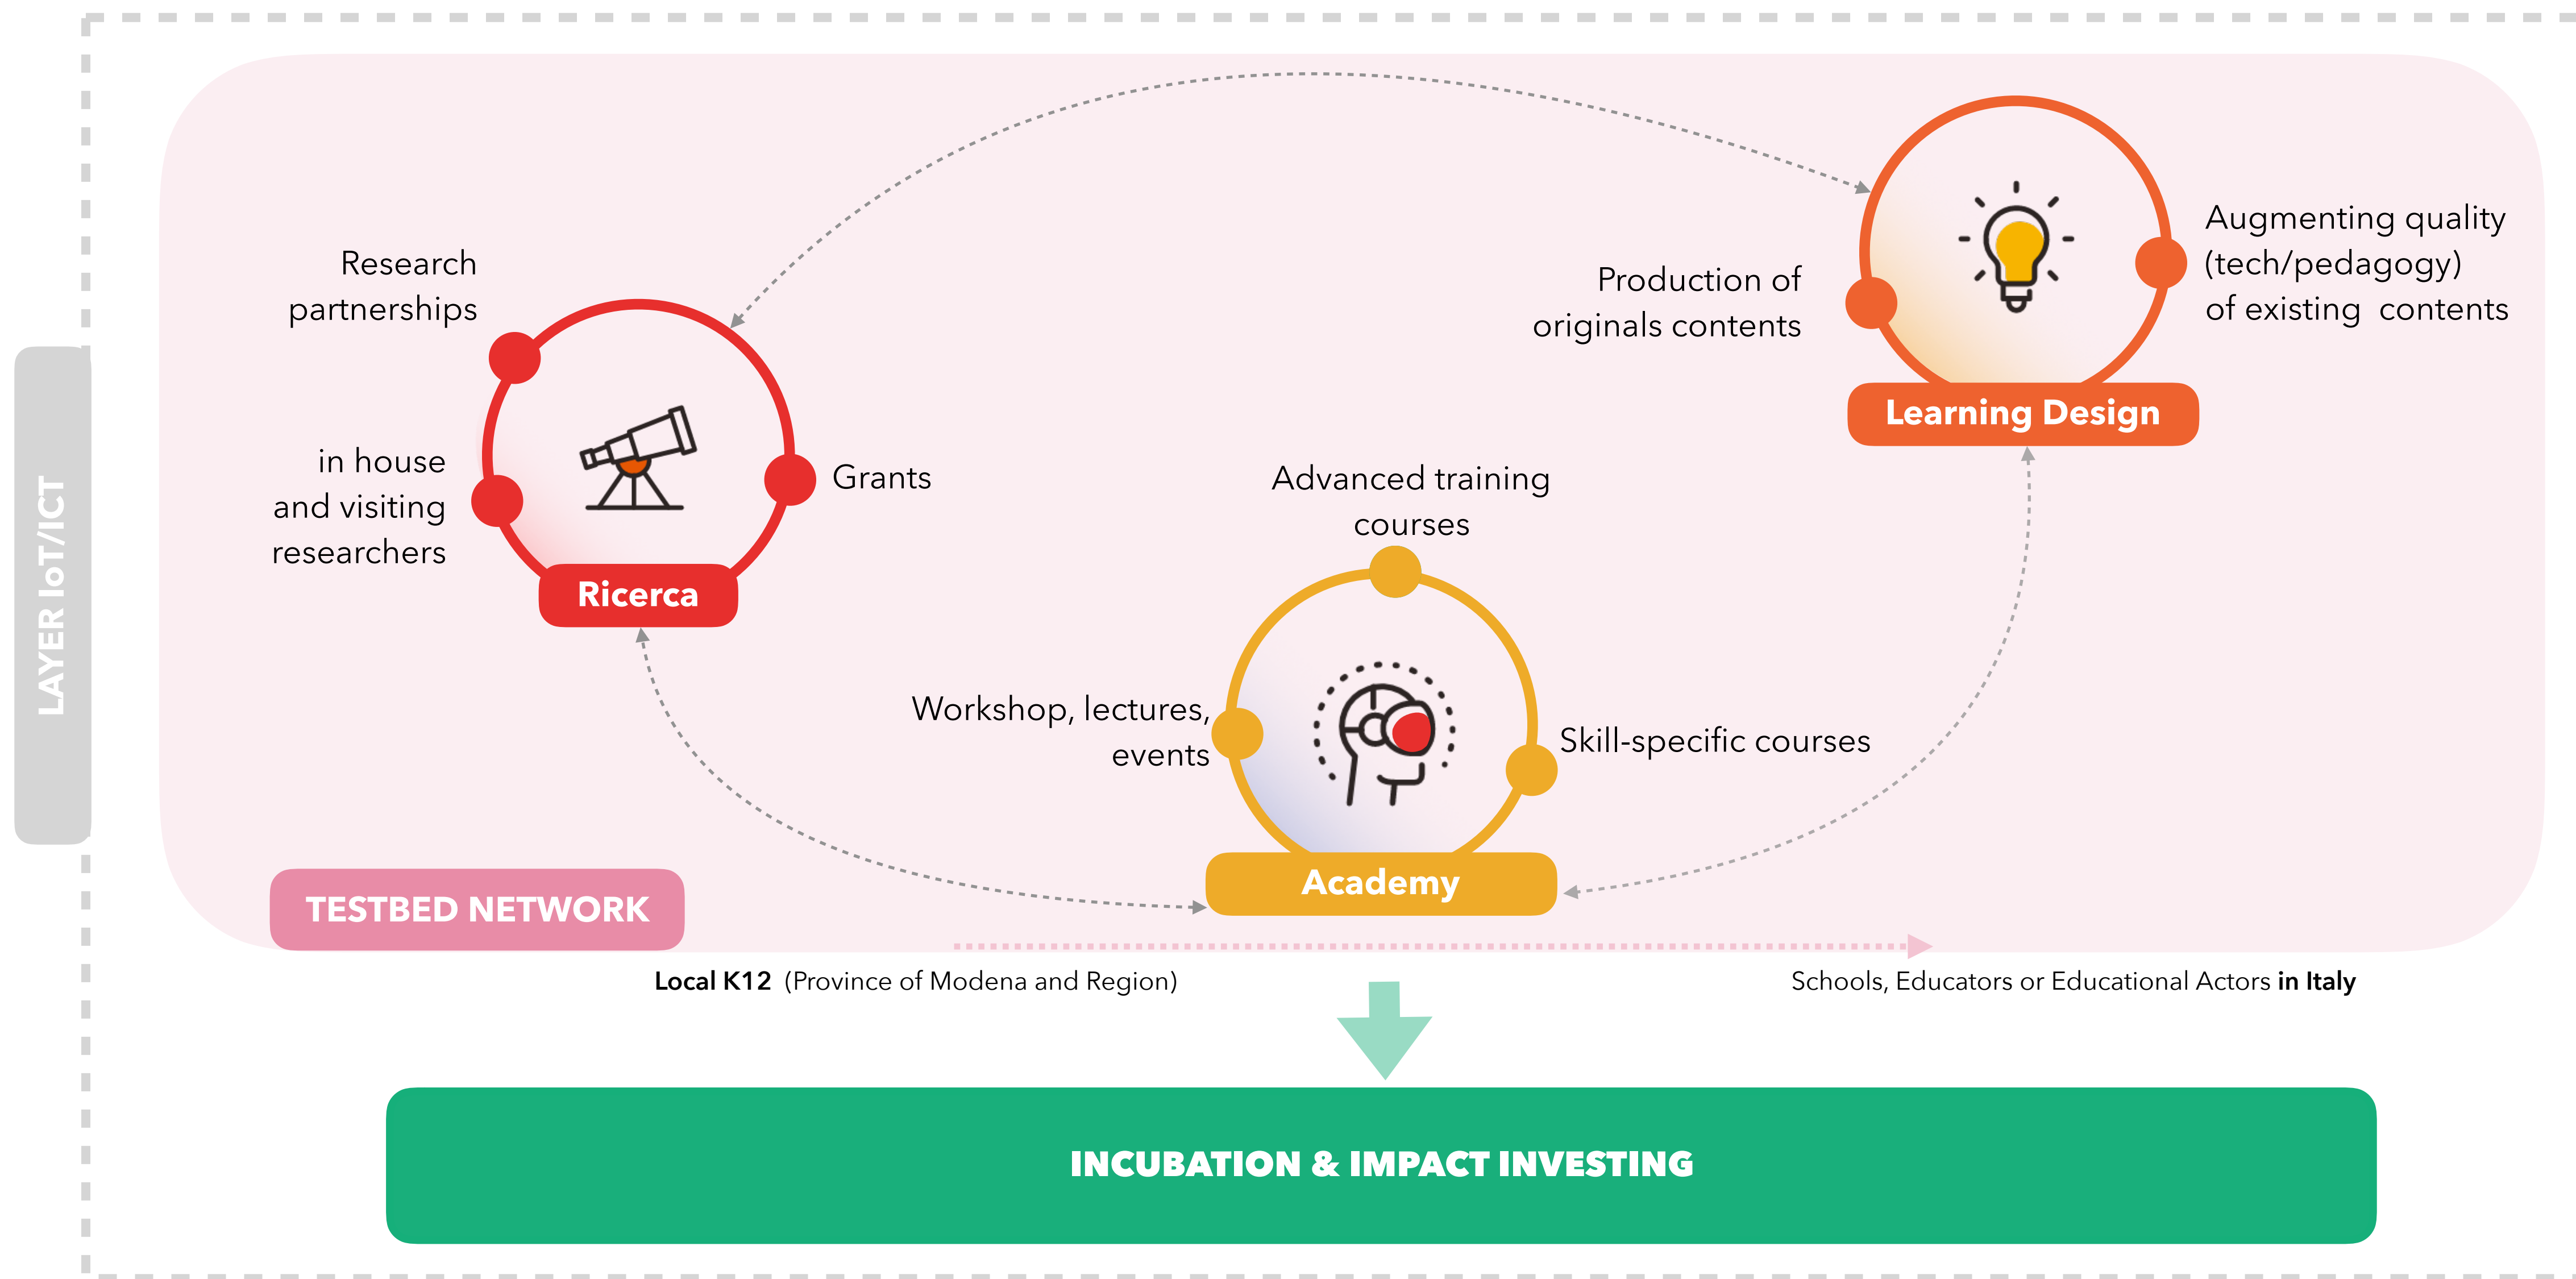 LAYER IoT/ICT
Research
partnerships
in house
and visiting
researchers
Grants
Ricerca
Production of
originals contents
Augmenting quality
(tech/pedagogy)
of existing contents
Learning Design
Advanced training
courses
Workshop, lectures,
events
Skill-specific courses
Academy
TESTBED NETWORK
Local K12 (Province of Modena and Region)
Schools, Educators or Educational Actors in Italy
INCUBATION & IMPACT INVESTING